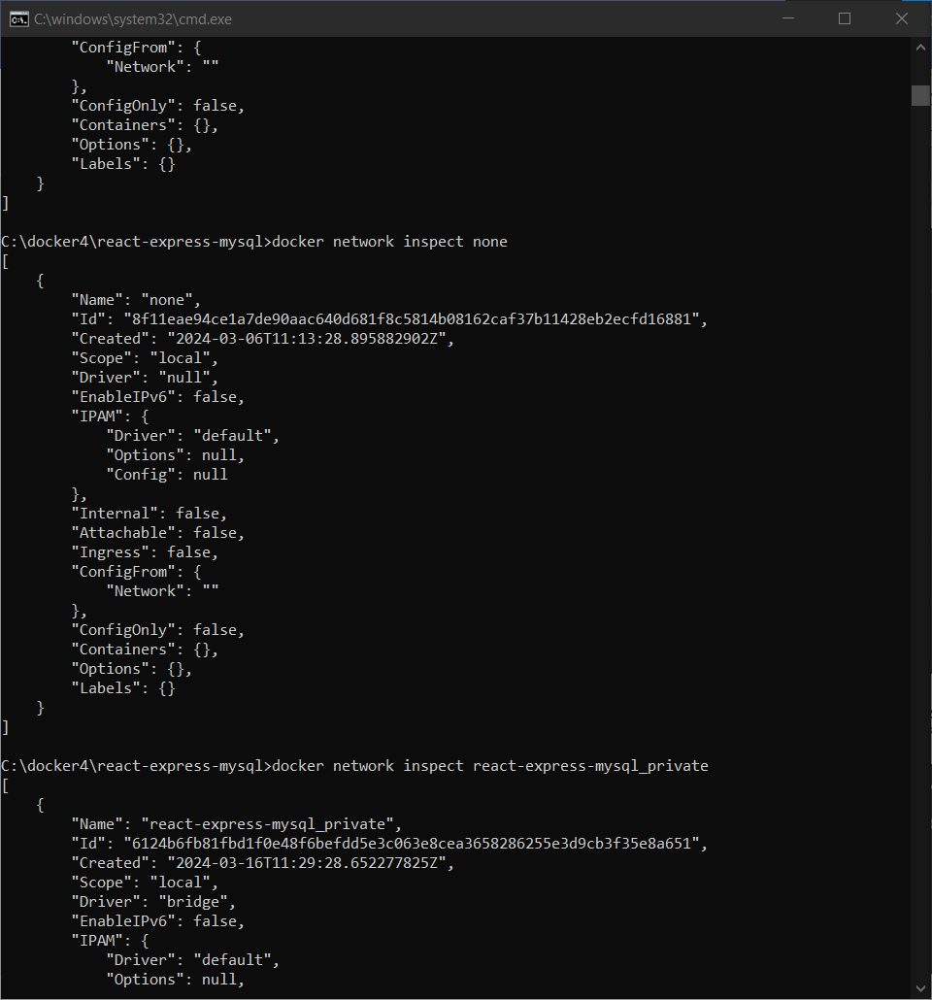 C:\windows\system32\cmd.exe
        "ConfigFrom": {
            "Network": ""
        },
        "ConfigOnly": false,
        "Containers": {},
        "Options": {},
        "Labels": {}
    }
]

C:\docker4\react-express-mysql>docker network inspect none
[
    {
        "Name": "none",
        "Id": "8f11eae94ce1a7de90aac640d681f8c5814b08162caf37b11428eb2ecfd16881",
        "Created": "2024-03-06T11:13:28.895882902Z",
        "Scope": "local",
        "Driver": "null",
        "EnableIPv6": false,
        "IPAM": {
            "Driver": "default",
            "Options": null,
            "Config": null
        },
        "Internal": false,
        "Attachable": false,
        "Ingress": false,
        "ConfigFrom": {
            "Network": ""
        },
        "ConfigOnly": false,
        "Containers": {},
        "Options": {},
        "Labels": {}
    }
]

C:\docker4\react-express-mysql>docker network inspect react-express-mysql_private
[
    {
        "Name": "react-express-mysql_private",
        "Id": "6124b6fb81fbd1f0e48f6befdd5e3c063e8cea3658286255e3d9cb3f35e8a651",
        "Created": "2024-03-16T11:29:28.652277825Z",
        "Scope": "local",
        "Driver": "bridge",
        "EnableIPv6": false,
        "IPAM": {
            "Driver": "default",
            "Options": null,